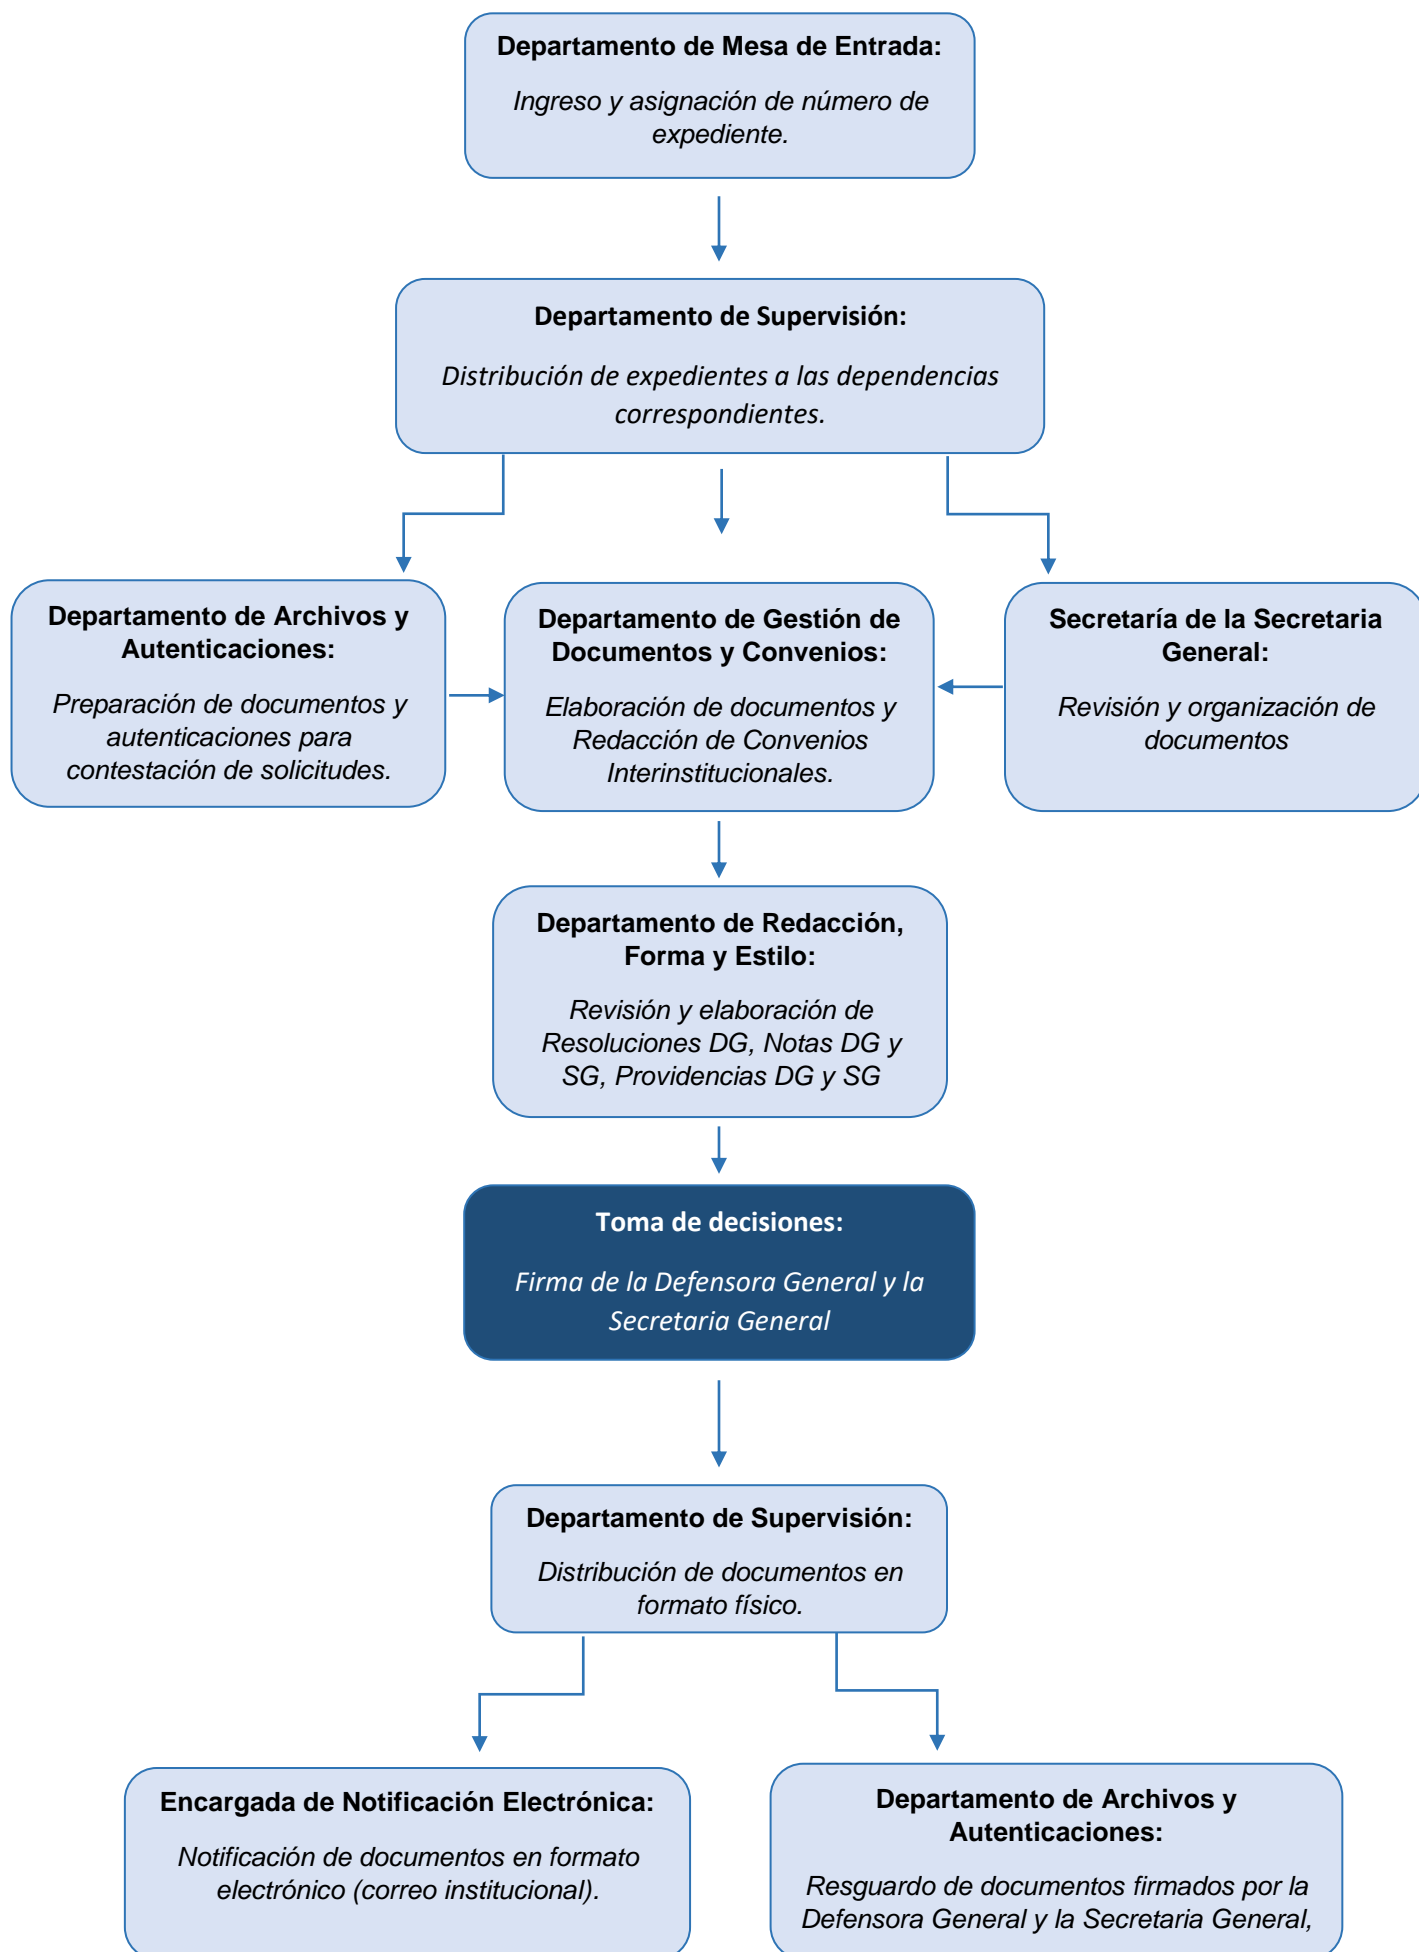 Departamento de Mesa de Entrada:
Ingreso y asignación de número de
expediente.
Departamento de Supervisión:
Distribución de expedientes a las dependencias
correspondientes.
Departamento de Archivos y
Autenticaciones:
Preparación de documentos y
autenticaciones para
contestación de solicitudes.
Departamento de Gestión de
Documentos y Convenios:
Elaboración de documentos y
Redacción de Convenios
Interinstitucionales.
Secretaría de la Secretaria
General:
Revisión y organización de
documentos
Departamento de Redacción,
Forma y Estilo:
Revisión y elaboración de
Resoluciones DG, Notas DG y
SG, Providencias DG y SG
Toma de decisiones:
Firma de la Defensora General y la
Secretaria General
Departamento de Supervisión:
Distribución de documentos en
formato físico.
Encargada de Notificación Electrónica:
Notificación de documentos en formato
electrónico (correo institucional).
Departamento de Archivos y
Autenticaciones:
Resguardo de documentos firmados por la
Defensora General y la Secretaria General,